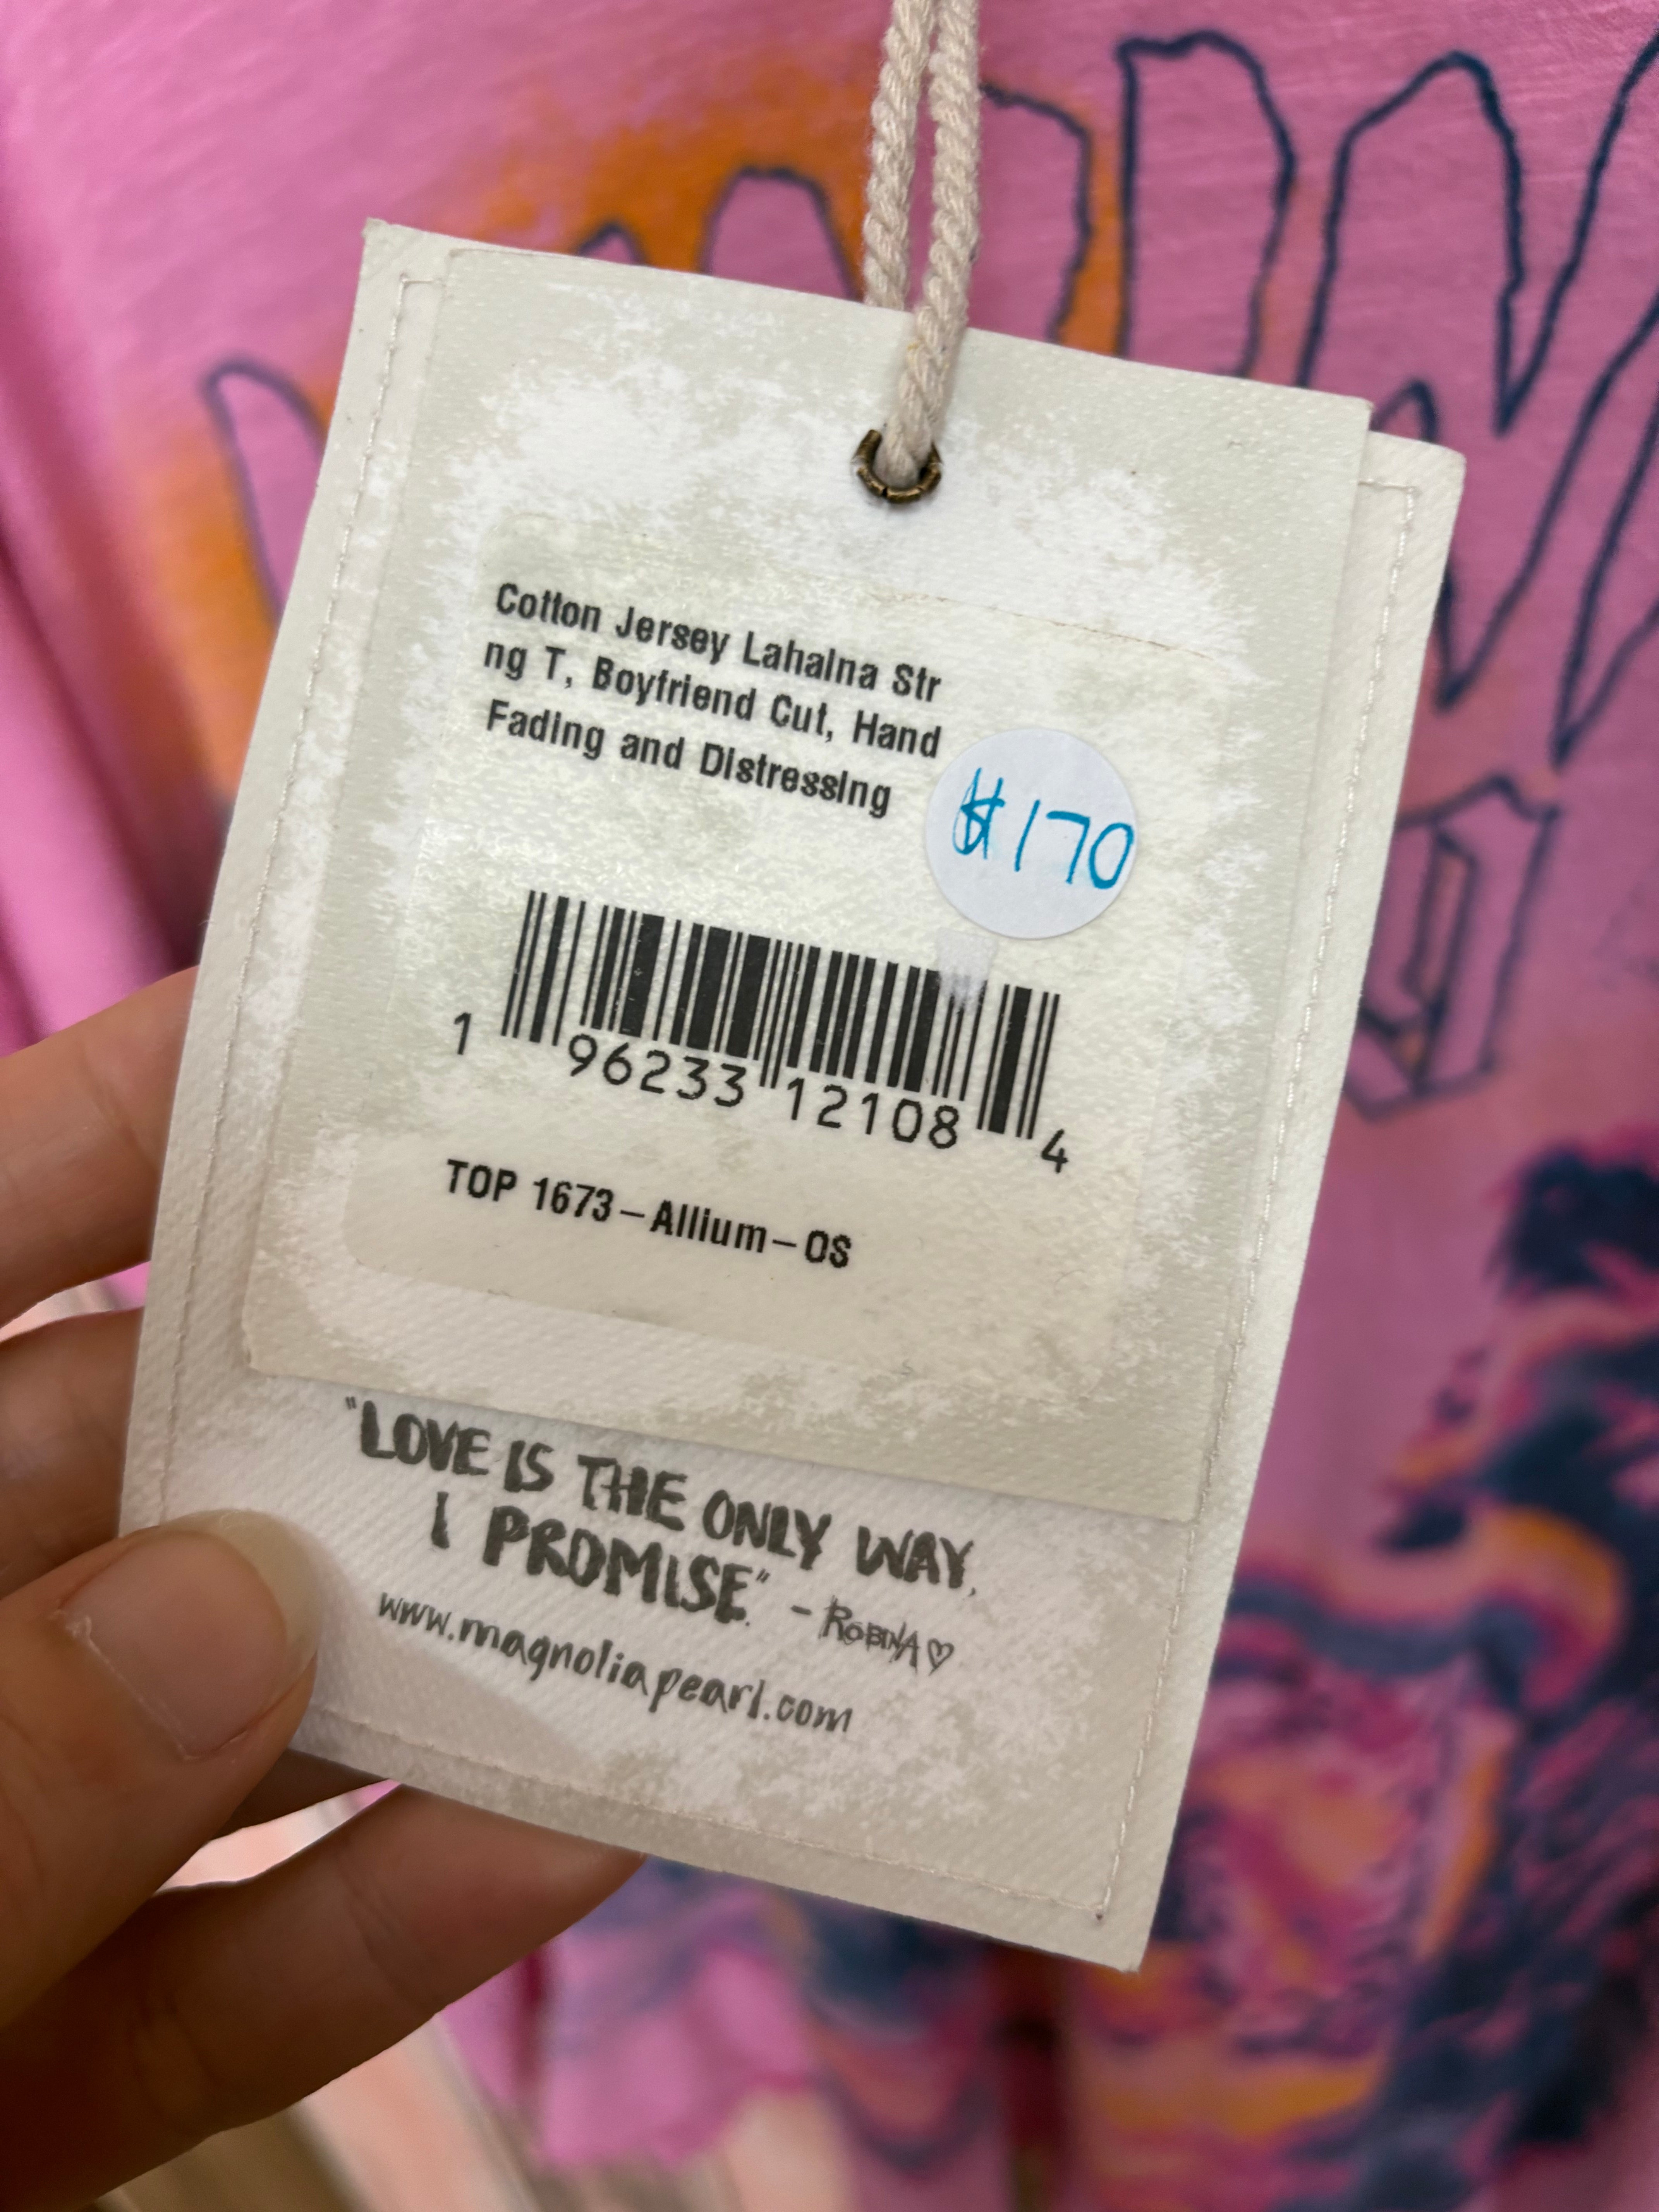 Cotton Jersey Lahaina Str
ng T, Boyfriend Cut, Hand
Fading and Distressing
$170
1 96233 12108 4
TOP 1673-Allium-OS
"LOVE IS THE ONLY WAY,
I PROMISE." - ROBINA♡
www.magnoliapearl.com